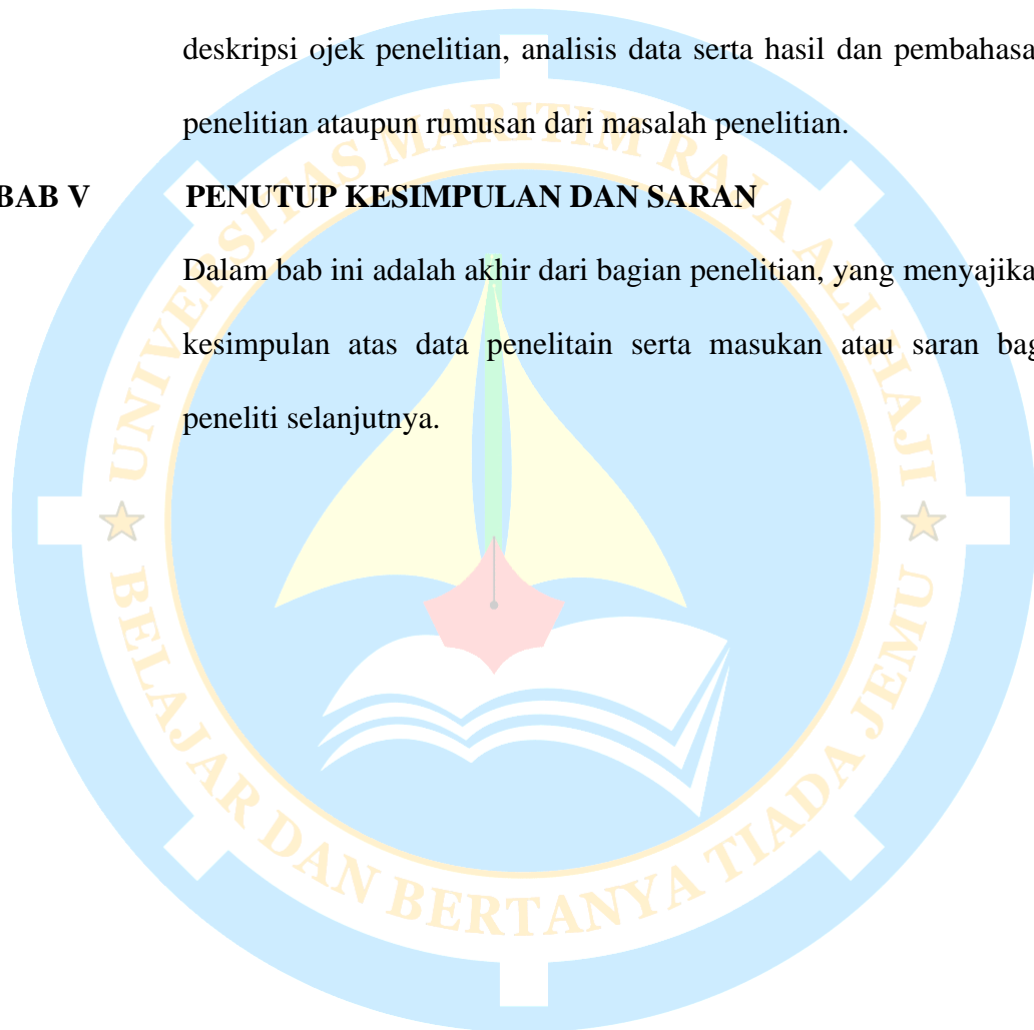 deskripsi ojek penelitian, analisis data serta hasil dan pembahasa
penelitian ataupun rumusan dari masalah penelitian.
BAB V PENUTUP KESIMPULAN DAN SARAN
Dalam bab ini adalah akhir dari bagian penelitian, yang menyajika
kesimpulan atas data penelitain serta masukan atau saran bag
peneliti selanjutnya.
UNIVERSITAS MARITIM RAJA ALI HAJI
BELAJAR DAN BERTANYA TIADA JEMU